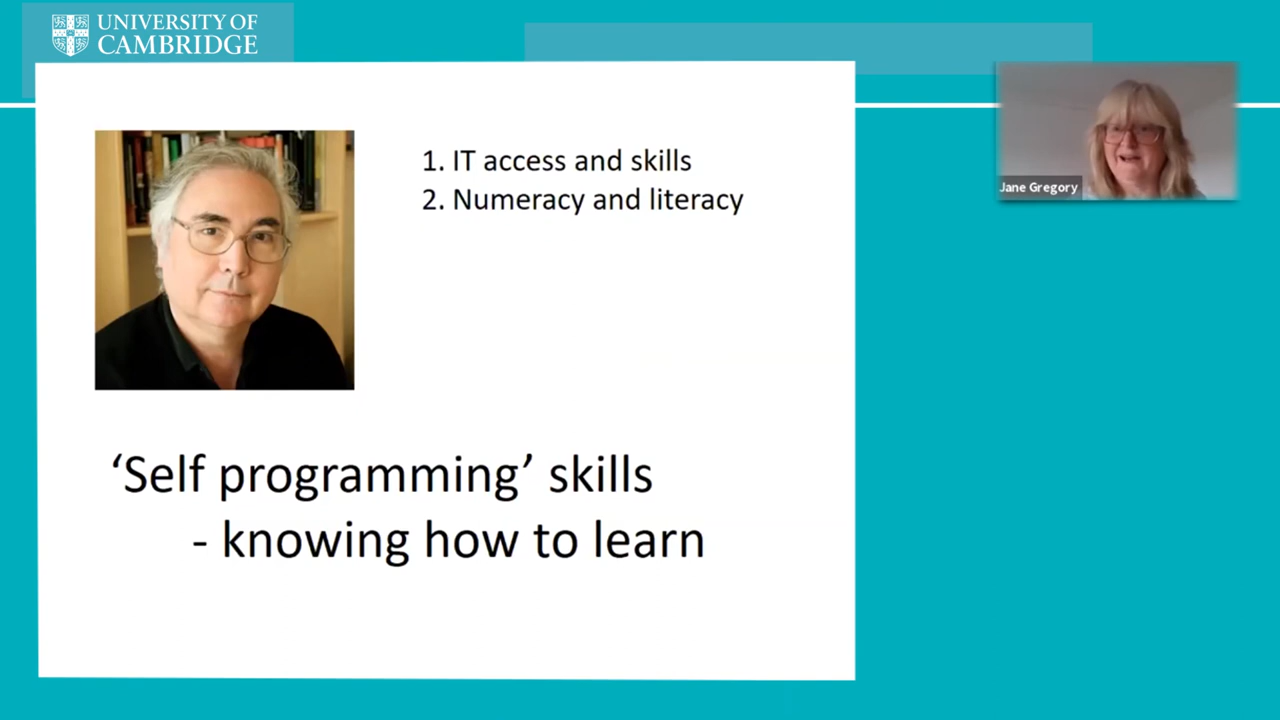 UNIVERSITY OF
CAMBRIDGE
1. IT access and skills
2. Numeracy and literacy
Jane Gregory
‘Self programming’ skills
- knowing how to learn